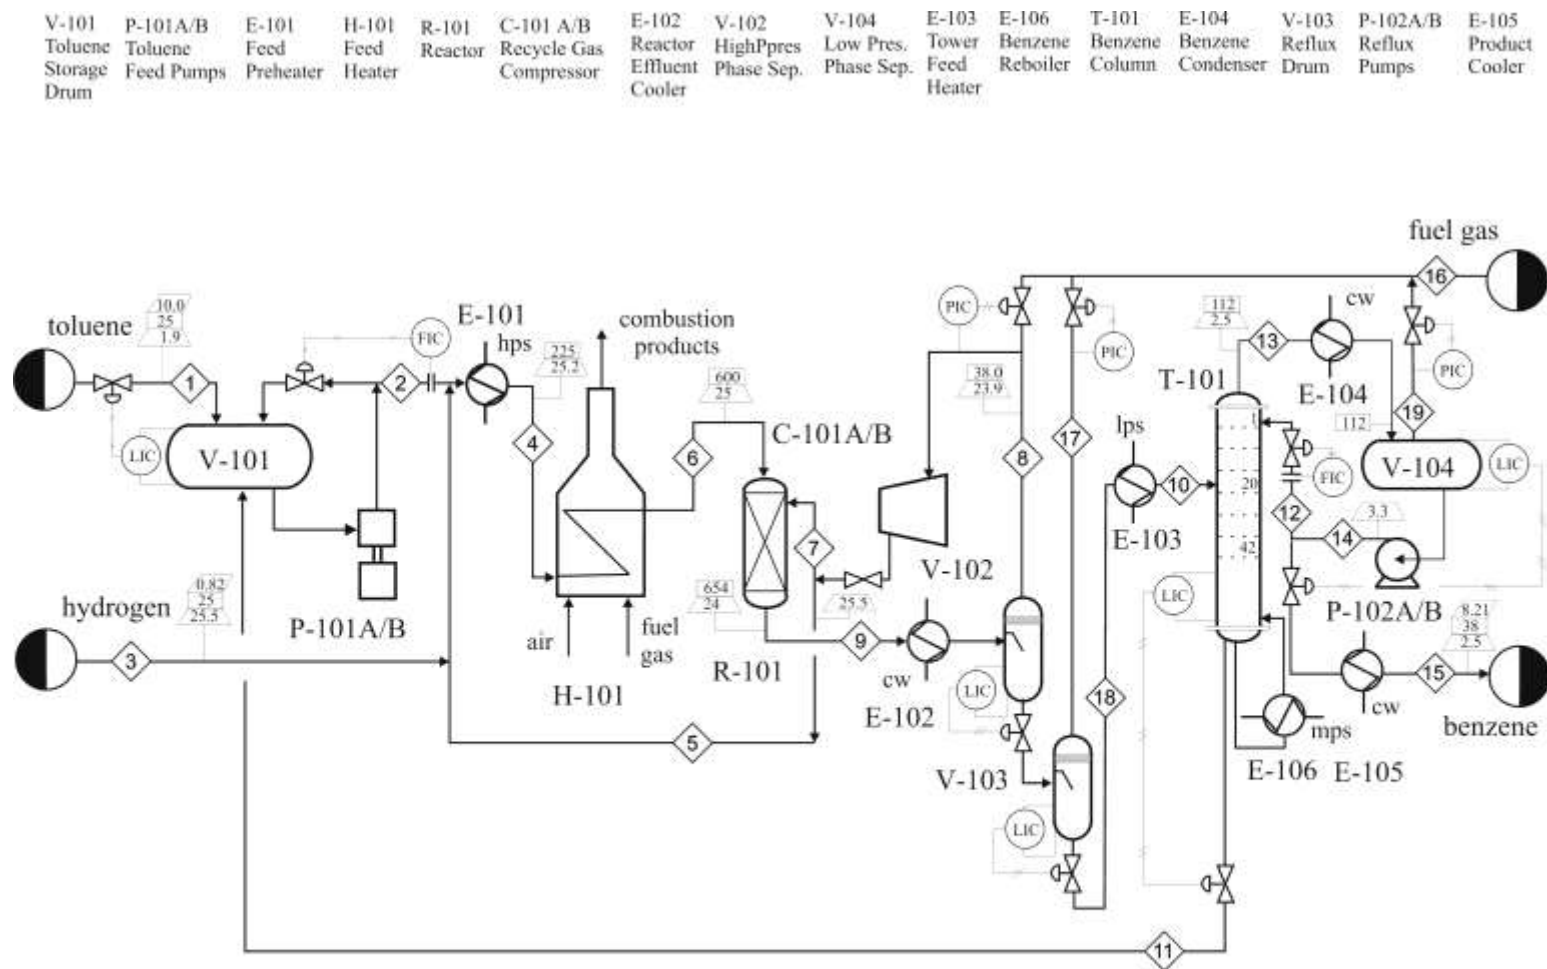 V-101 P-101A/B E-101 H-101 R-101 C-101 A/B E-102 V-102 V-104 E-103 E-106 T-101 E-104 V-103 P-102A/B E-105
Toluene Toluene Feed Feed Reactor Recycle Gas Reactor HighPpres Low Pres. Tower Benzene Benzene Benzene Reflux Reflux Product
Storage Feed Pumps Preheater Heater Compressor Effluent Phase Sep. Phase Sep. Feed Reboiler Column Condenser Drum Pumps Cooler
Drum Cooler Heater
fuel gas
16
10.0
25
1.9
toluene
1
FIC
2
E-101
hps
225
25.2
combustion
products
PIC
PIC
112
2.5
13
cw
E-104
T-101
PIC
19
112
LIC
V-101
4
600
25
6
C-101A/B
38.0
23.9
8
17
lps
10
E-103
1
20
42
FIC
12
V-104
LIC
3.3
14
P-102A/B
P-101A/B
7
V-102
654
24
25.5
hydrogen
0.82
25
25.5
3
air
fuel
gas
H-101
R-101
9
cw
E-102
LIC
18
LIC
8.21
38
2.5
15
cw
benzene
mps
E-106 E-105
5
V-103
LIC
11